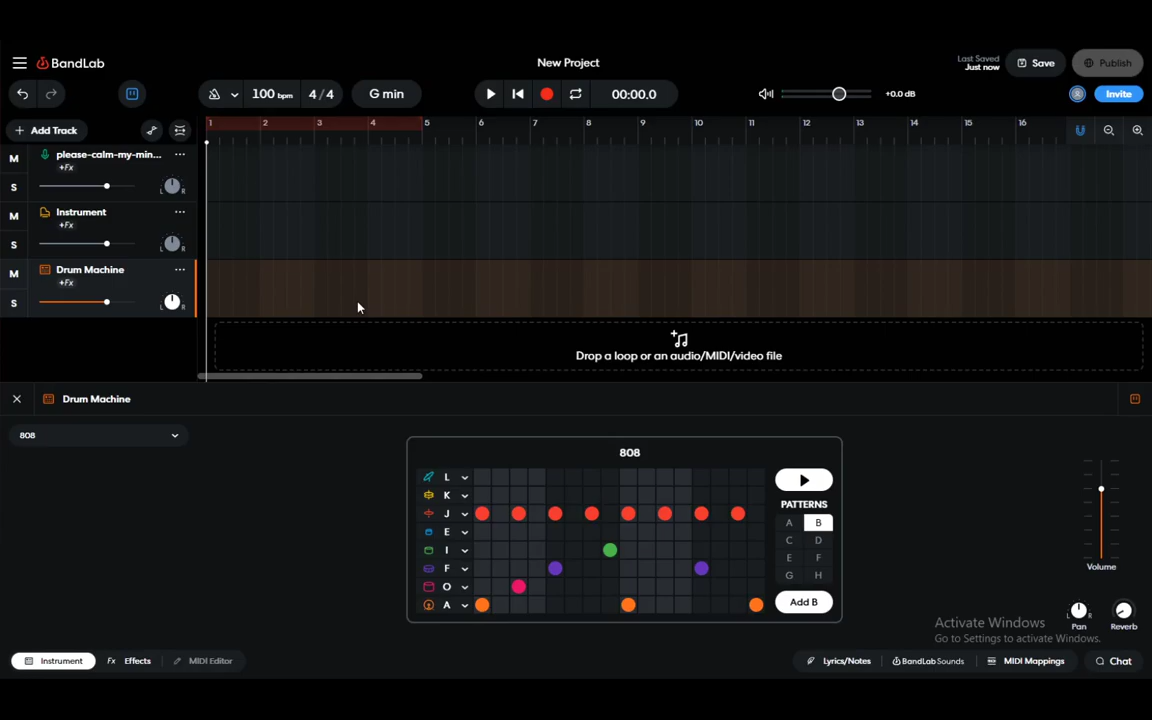 BandLab
New Project
Last Saved
Just now
Save
Publish
100 bpm
4 / 4
G min
00:00.0
+0.0 dB
Invite
+ Add Track
1 2 3 4 5 6 7 8 9 10 11 12 13 14 15 16
M
please-calm-my-min...
+Fx
S
L R
M
Instrument
+Fx
S
L R
M
Drum Machine
+Fx
S
L R
Drop a loop or an audio/MIDI/video file
Drum Machine
808
808
L
K
J
E
I
F
O
A
PATTERNS
A B
C D
E F
G H
Add B
Volume
L R
Pan
Reverb
Activate Windows
Go to Settings to activate Windows.
Instrument
Fx Effects
MIDI Editor
Lyrics/Notes
BandLab Sounds
MIDI Mappings
Chat